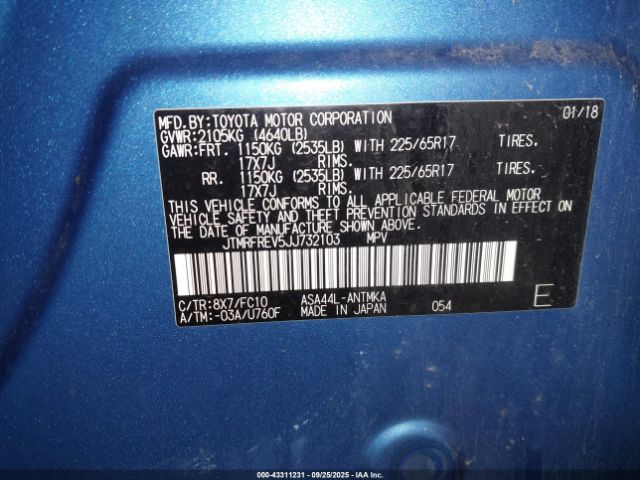 MFD. BY: TOYOTA MOTOR CORPORATION 01/18
GVWR: 2105KG (4640LB)
GAWR: FRT. 1150KG (2535LB) WITH 225/65R17 TIRES.
17X7J RIMS.
RR. 1150KG (2535LB) WITH 225/65R17 TIRES.
17X7J RIMS.
THIS VEHICLE CONFORMS TO ALL APPLICABLE FEDERAL MOTOR
VEHICLE SAFETY AND THEFT PREVENTION STANDARDS IN EFFECT
ON THE DATE OF MANUFACTURE SHOWN ABOVE.
JTMRFREV5JJ732103 MPV
C/TR: 8X7/FC10 ASA44L-ANTMKA 054 E
A/TM: -03A/U760F MADE IN JAPAN
000-43311231 - 09/25/2025 - IAA Inc.